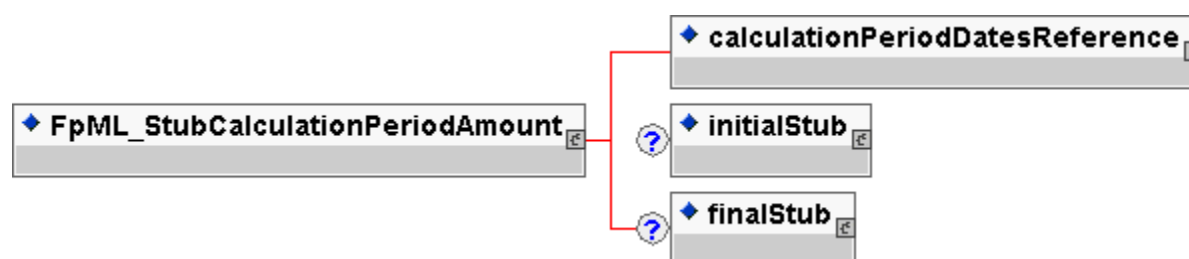 calculationPeriodDatesReference
FpML_StubCalculationPeriodAmount
? initialStub
? finalStub